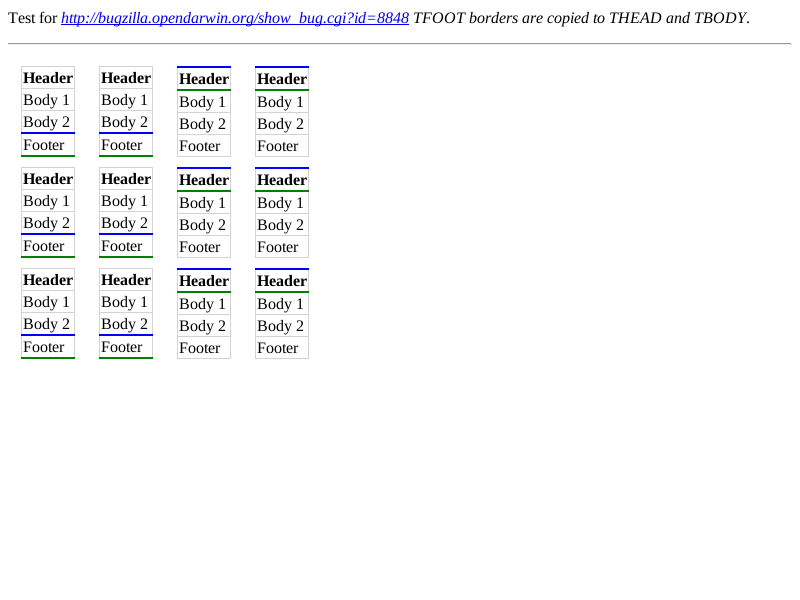 Test for http://bugzilla.opendarwin.org/show_bug.cgi?id=8848 TFOOT borders are copied to THEAD and TBODY.
Header Header Header Header
Body 1 Body 1 Body 1 Body 1
Body 2 Body 2 Body 2 Body 2
Footer Footer Footer Footer
Header Header Header Header
Body 1 Body 1 Body 1 Body 1
Body 2 Body 2 Body 2 Body 2
Footer Footer Footer Footer
Header Header Header Header
Body 1 Body 1 Body 1 Body 1
Body 2 Body 2 Body 2 Body 2
Footer Footer Footer Footer